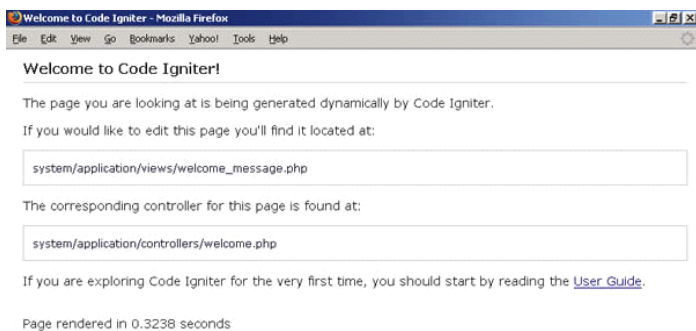 Welcome to Code Igniter - Mozilla Firefox
File Edit View Go Bookmarks Yahoo! Tools Help
Welcome to Code Igniter!
The page you are looking at is being generated dynamically by Code Igniter.
If you would like to edit this page you'll find it located at:
system/application/views/welcome_message.php
The corresponding controller for this page is found at:
system/application/controllers/welcome.php
If you are exploring Code Igniter for the very first time, you should start by reading the User Guide.
Page rendered in 0.3238 seconds